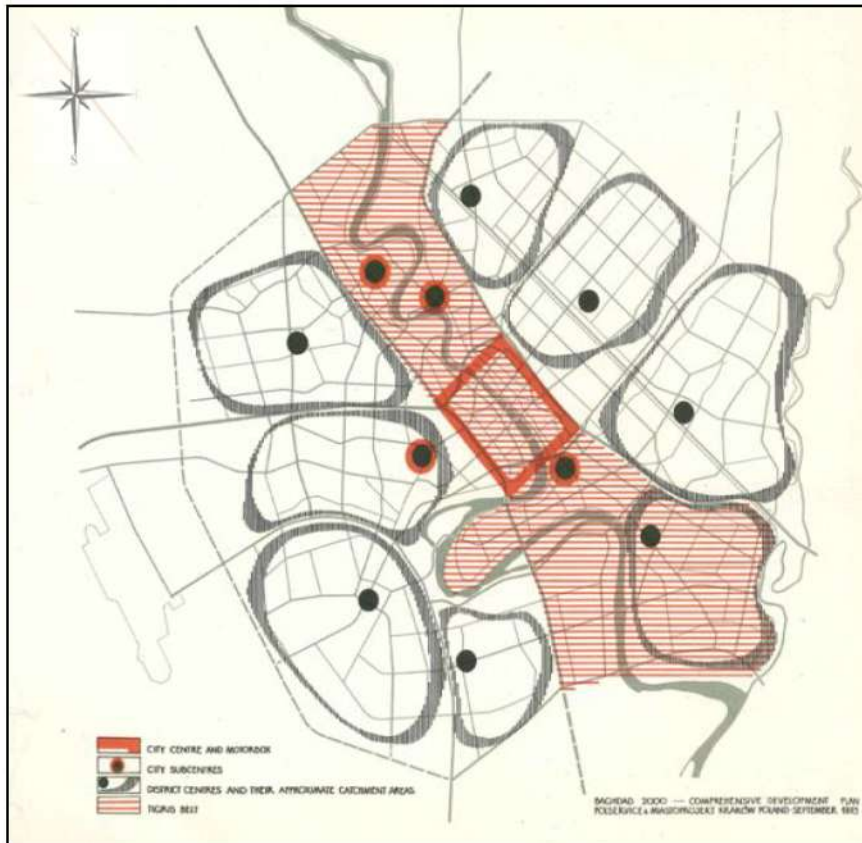 N
S
CITY CENTRE AND MOTORBOX
CITY SUBCENTRES
DISTRICT CENTRES AND THEIR APPROXIMATE CATCHMENT AREAS
TIGRIS BELT
BAGHDAD 2000 — COMPREHENSIVE DEVELOPMENT PLAN
POLSERVICE & MIASTOPROJEKT KRAKÓW POLAND SEPTEMBER